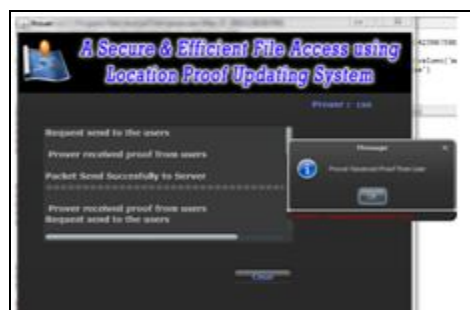 A Secure & Efficient File Access using
Location Proof Updating System
Prover :
Request send to the users
Prover received proof from users
Packet Send Successfully to Server
Prover received proof from users
Request send to the users
Message
Prover Received Proof from user
OK
Clear